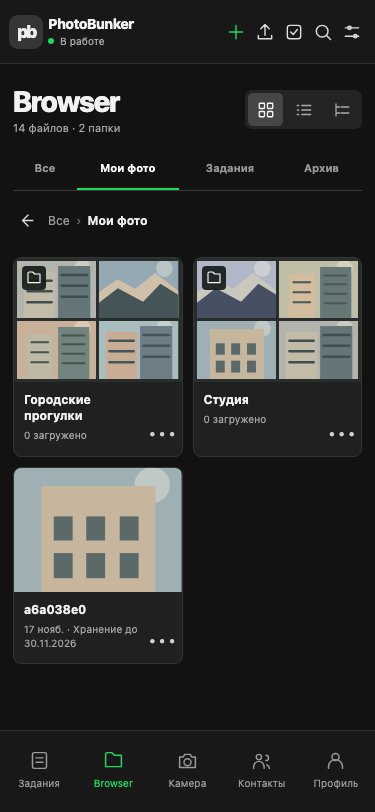 pb PhotoBunker
В работе
Browser
14 файлов · 2 папки
Все Мои фото Задания Архив
Все › Мои фото
Городские
прогулки
0 загружено
Студия
0 загружено
a6a038e0
17 нояб. · Хранение до
30.11.2026
Задания Browser Камера Контакты Профиль